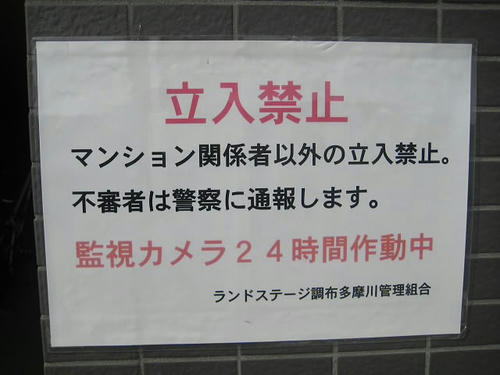 立入禁止
マンション関係者以外の立入禁止。
不審者は警察に通報します。
監視カメラ２４時間作動中
ランドステージ調布多摩川管理組合